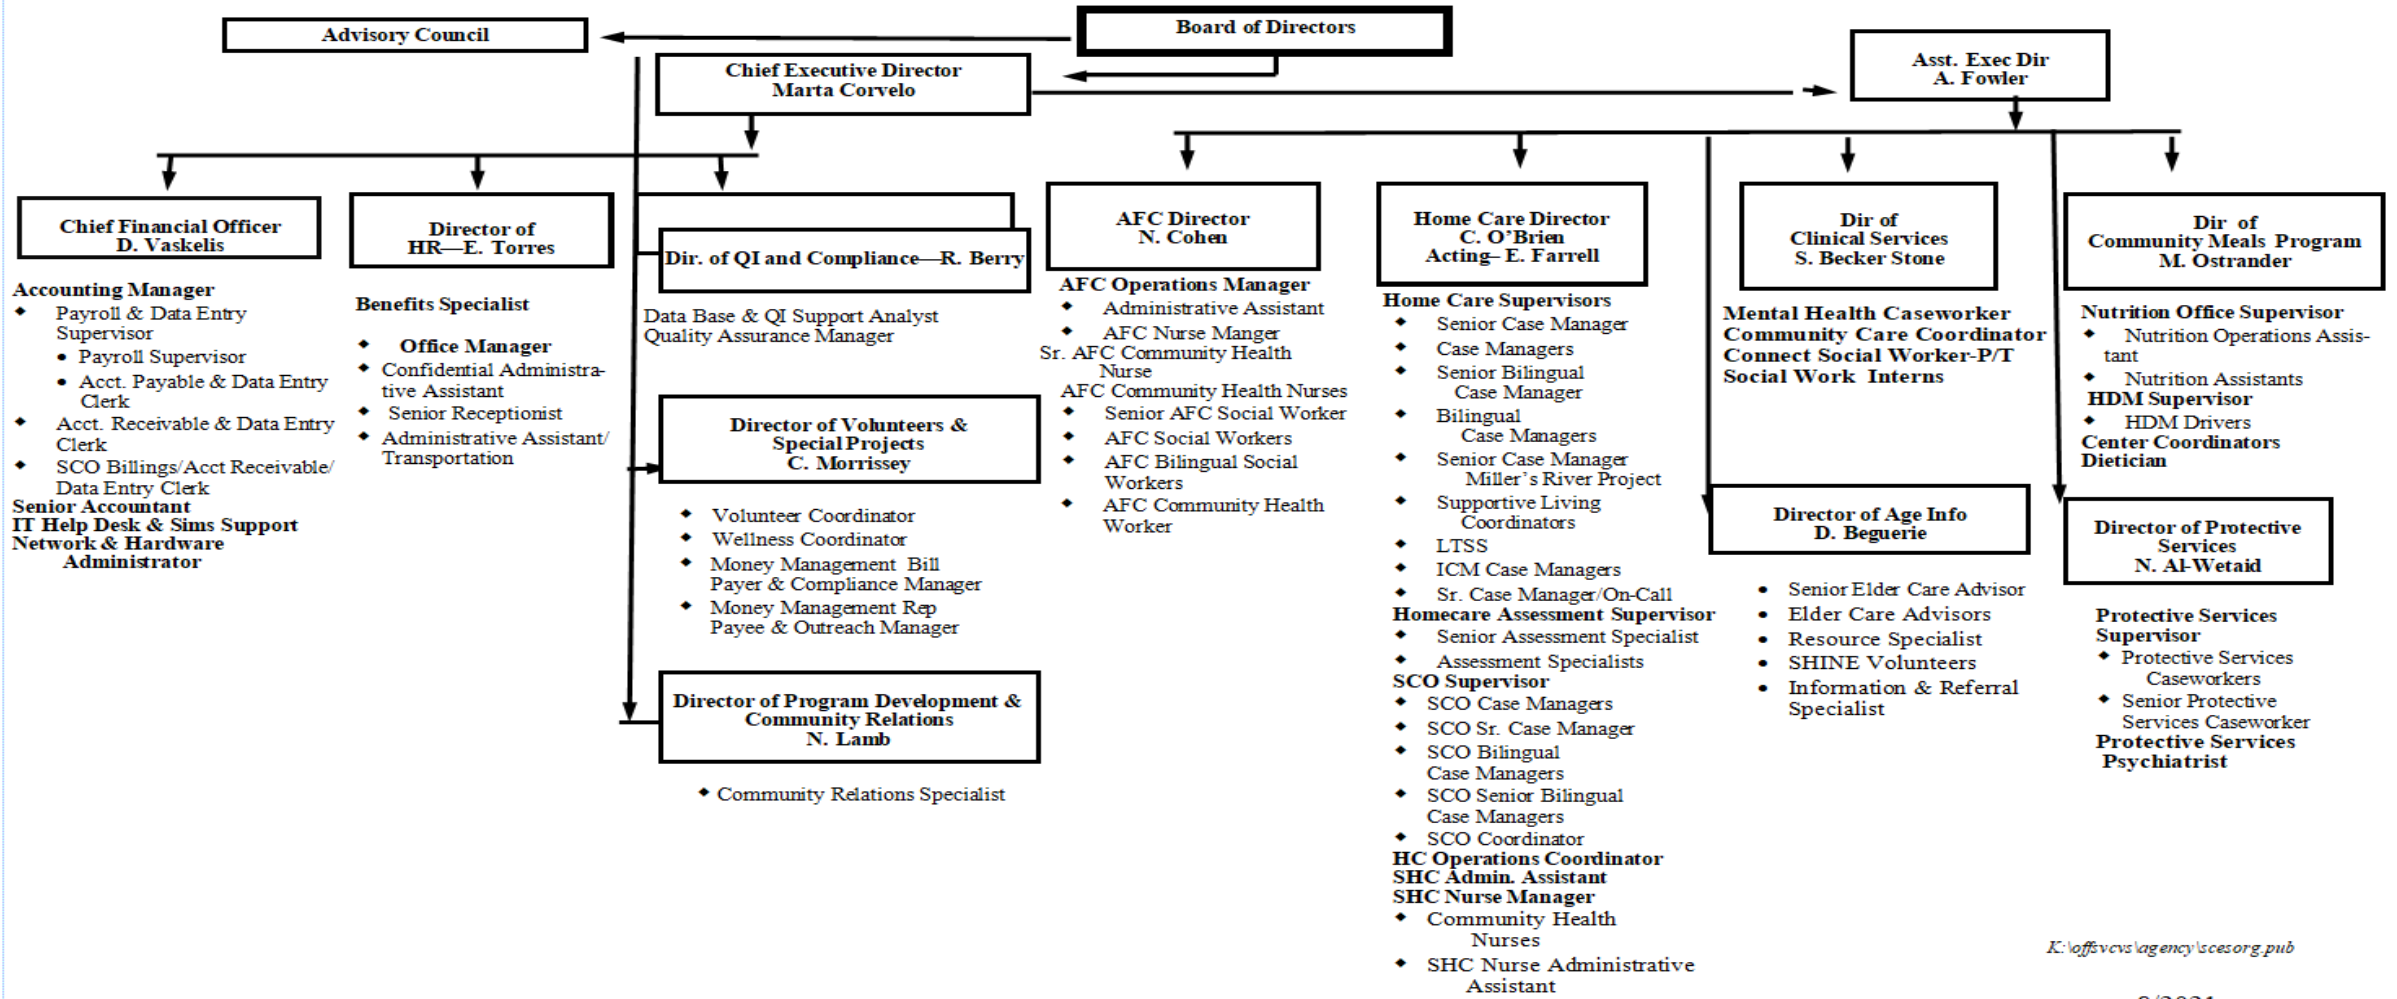 Board of Directors
Advisory Council
Chief Executive Director
Marta Corvelo
Asst. Exec Dir
A. Fowler
Chief Financial Officer
D. Vaskelis
Accounting Manager
Payroll & Data Entry
Supervisor
Payroll Supervisor
Acct. Payable & Data Entry
Clerk
Acct. Receivable & Data Entry
Clerk
SCO Billings/Acct Receivable/
Data Entry Clerk
Senior Accountant
IT Help Desk & Sims Support
Network & Hardware
Administrator
Director of
HR—E. Torres
Benefits Specialist
Office Manager
Confidential Administra-
tive Assistant
Senior Receptionist
Administrative Assistant/
Transportation
Dir. of QI and Compliance—R. Berry
Data Base & QI Support Analyst
Quality Assurance Manager
Director of Volunteers &
Special Projects
C. Morrissey
Volunteer Coordinator
Wellness Coordinator
Money Management Bill
Payer & Compliance Manager
Money Management Rep
Payee & Outreach Manager
Director of Program Development &
Community Relations
N. Lamb
Community Relations Specialist
AFC Director
N. Cohen
AFC Operations Manager
Administrative Assistant
AFC Nurse Manger
Sr. AFC Community Health
Nurse
AFC Community Health Nurses
Senior AFC Social Worker
AFC Social Workers
AFC Bilingual Social
Workers
AFC Community Health
Worker
Home Care Director
C. O’Brien
Acting– E. Farrell
Home Care Supervisors
Senior Case Manager
Case Managers
Senior Bilingual
Case Manager
Bilingual
Case Managers
Senior Case Manager
Miller’s River Project
Supportive Living
Coordinators
LTSS
ICM Case Managers
Sr. Case Manager/On-Call
Homecare Assessment Supervisor
Senior Assessment Specialist
Assessment Specialists
SCO Supervisor
SCO Case Managers
SCO Sr. Case Manager
SCO Bilingual
Case Managers
SCO Senior Bilingual
Case Managers
SCO Coordinator
HC Operations Coordinator
SHC Admin. Assistant
SHC Nurse Manager
Community Health
Nurses
SHC Nurse Administrative
Assistant
Dir of
Clinical Services
S. Becker Stone
Mental Health Caseworker
Community Care Coordinator
Connect Social Worker-P/T
Social Work Interns
Director of Age Info
D. Beguerie
Senior Elder Care Advisor
Elder Care Advisors
Resource Specialist
SHINE Volunteers
Information & Referral
Specialist
Dir of
Community Meals Program
M. Ostrander
Nutrition Office Supervisor
Nutrition Operations Assis-
tant
Nutrition Assistants
HDM Supervisor
HDM Drivers
Center Coordinators
Dietician
Director of Protective
Services
N. Al-Wetaid
Protective Services
Supervisor
Protective Services
Caseworkers
Senior Protective
Services Caseworker
Protective Services
Psychiatrist
K:\offsvcvs\agency\scesorg.pub